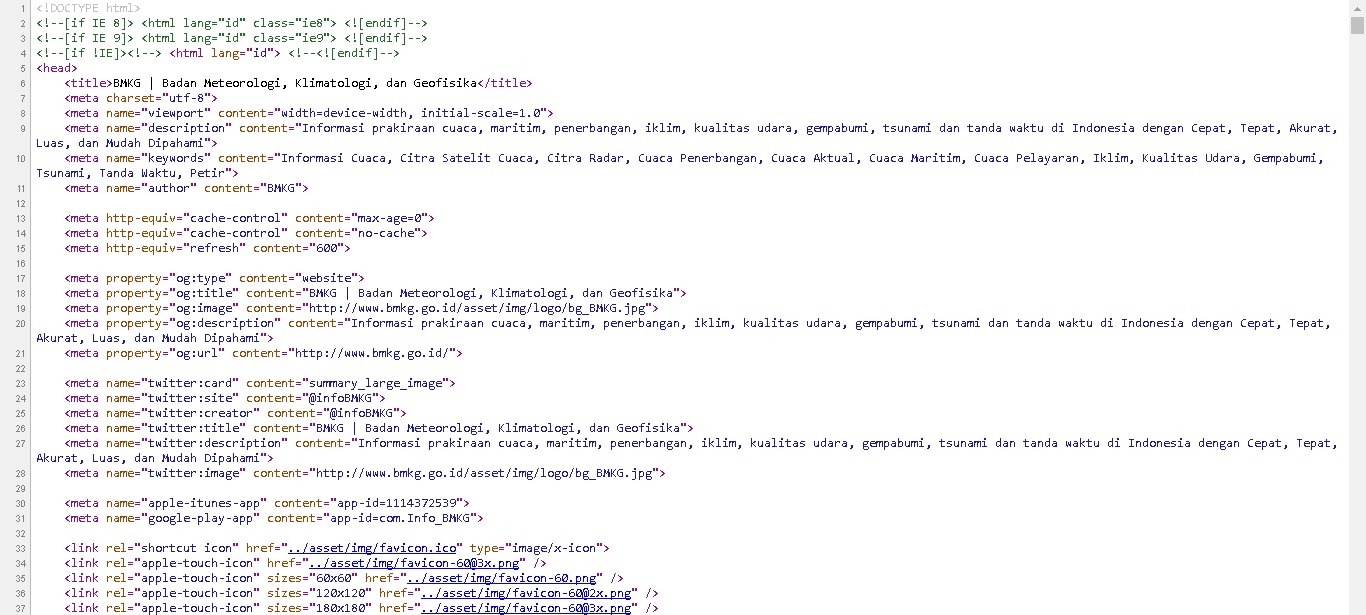 1 <!DOCTYPE html>
2 <!--[if IE 8]> <html lang="id" class="ie8"> <![endif]-->
3 <!--[if IE 9]> <html lang="id" class="ie9"> <![endif]-->
4 <!--[if !IE]><!--> <html lang="id"> <!--<![endif]-->
5 <head>
6 <title>BMKG | Badan Meteorologi, Klimatologi, dan Geofisika</title>
7 <meta charset="utf-8">
8 <meta name="viewport" content="width=device-width, initial-scale=1.0">
9 <meta name="description" content="Informasi prakiraan cuaca, maritim, penerbangan, iklim, kualitas udara, gempabumi, tsunami dan tanda waktu di Indonesia dengan Cepat, Tepat, Akurat,
Luas, dan Mudah Dipahami">
10 <meta name="keywords" content="Informasi Cuaca, Citra Satelit Cuaca, Citra Radar, Cuaca Penerbangan, Cuaca Aktual, Cuaca Maritim, Cuaca Pelayaran, Iklim, Kualitas Udara, Gempabumi,
Tsunami, Tanda Waktu, Petir">
11 <meta name="author" content="BMKG">
12
13 <meta http-equiv="cache-control" content="max-age=0">
14 <meta http-equiv="cache-control" content="no-cache">
15 <meta http-equiv="refresh" content="600">
16
17 <meta property="og:type" content="website">
18 <meta property="og:title" content="BMKG | Badan Meteorologi, Klimatologi, dan Geofisika">
19 <meta property="og:image" content="http://www.bmkg.go.id/asset/img/logo/bg_BMKG.jpg">
20 <meta property="og:description" content="Informasi prakiraan cuaca, maritim, penerbangan, iklim, kualitas udara, gempabumi, tsunami dan tanda waktu di Indonesia dengan Cepat, Tepat,
Akurat, Luas, dan Mudah Dipahami">
21 <meta property="og:url" content="http://www.bmkg.go.id/">
22
23 <meta name="twitter:card" content="summary_large_image">
24 <meta name="twitter:site" content="@infoBMKG">
25 <meta name="twitter:creator" content="@infoBMKG">
26 <meta name="twitter:title" content="BMKG | Badan Meteorologi, Klimatologi, dan Geofisika">
27 <meta name="twitter:description" content="Informasi prakiraan cuaca, maritim, penerbangan, iklim, kualitas udara, gempabumi, tsunami dan tanda waktu di Indonesia dengan Cepat, Tepat,
Akurat, Luas, dan Mudah Dipahami">
28 <meta name="twitter:image" content="http://www.bmkg.go.id/asset/img/logo/bg_BMKG.jpg">
29
30 <meta name="apple-itunes-app" content="app-id=1114372539">
31 <meta name="google-play-app" content="app-id=com.Info_BMKG">
32
33 <link rel="shortcut icon" href="../asset/img/favicon.ico" type="image/x-icon">
34 <link rel="apple-touch-icon" href="../asset/img/favicon-60@3x.png" />
35 <link rel="apple-touch-icon" sizes="60x60" href="../asset/img/favicon-60.png" />
36 <link rel="apple-touch-icon" sizes="120x120" href="../asset/img/favicon-60@2x.png" />
37 <link rel="apple-touch-icon" sizes="180x180" href="../asset/img/favicon-60@3x.png" />